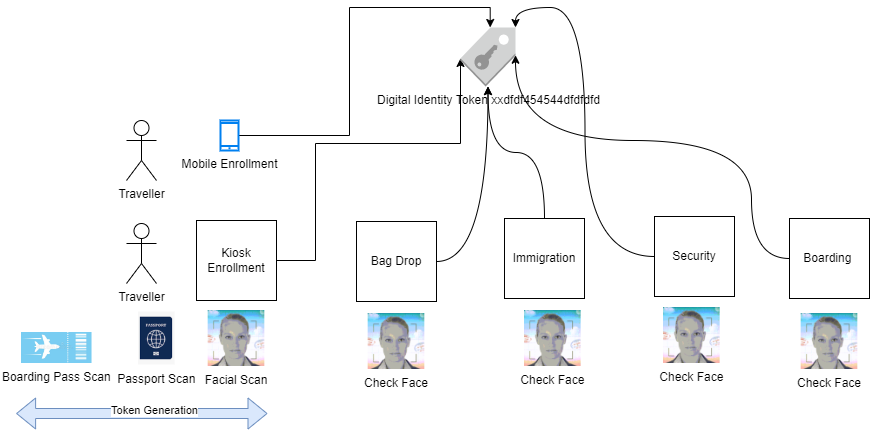 Digital Identity Token xxdfdf454544dfdfdfd
Mobile Enrollment
Traveller
Kiosk
Enrollment
Bag Drop
Immigration
Security
Boarding
Traveller
PASSPORT
Boarding Pass Scan
Passport Scan
Facial Scan
Check Face
Check Face
Check Face
Check Face
Token Generation